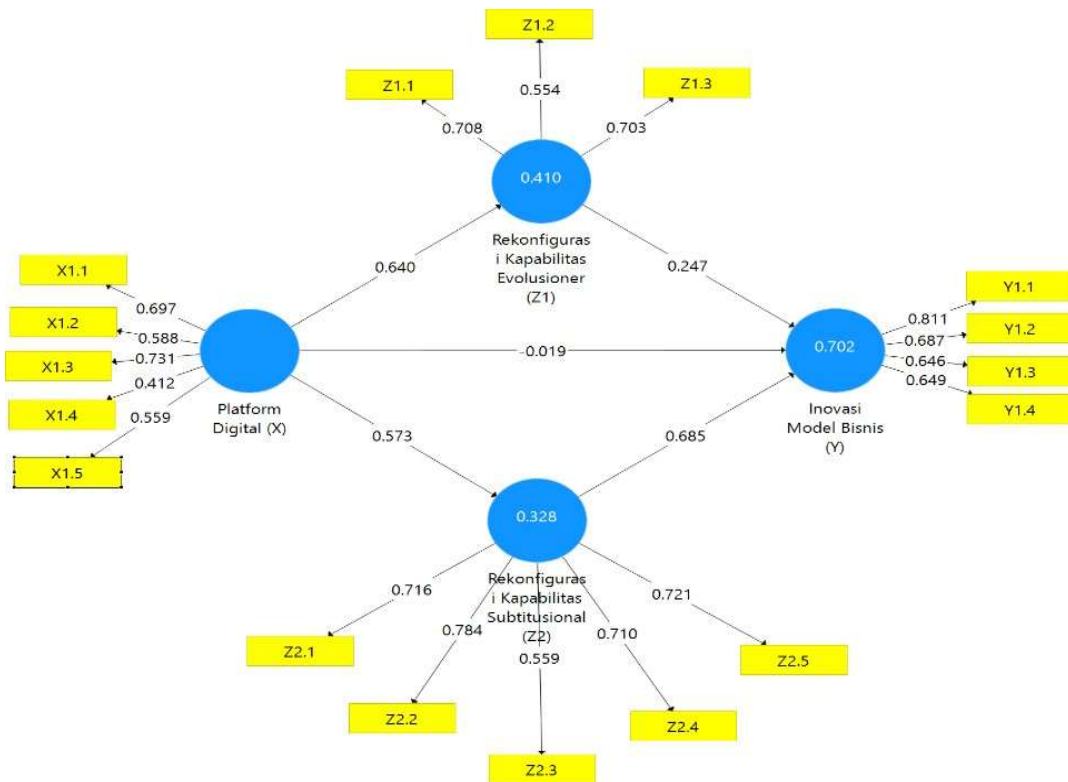 Z1.2
Z1.1
Z1.3
0.554
0.708
0.703
0.410
Rekonfiguras
i Kapabilitas
Evolusioner
(Z1)
X1.1
0.640
0.247
0.697
X1.2
0.588
X1.3
0.731
X1.4
0.412
0.559
X1.5
Platform
Digital (X)
-0.019
0.702
Inovasi
Model Bisnis
(Y)
Y1.1
0.811
Y1.2
0.687
0.646
Y1.3
0.649
Y1.4
0.573
0.685
0.328
Rekonfiguras
i Kapabilitas
Subtitusional
(Z2)
0.716
0.784
0.559
0.710
0.721
Z2.1
Z2.5
Z2.2
Z2.4
Z2.3